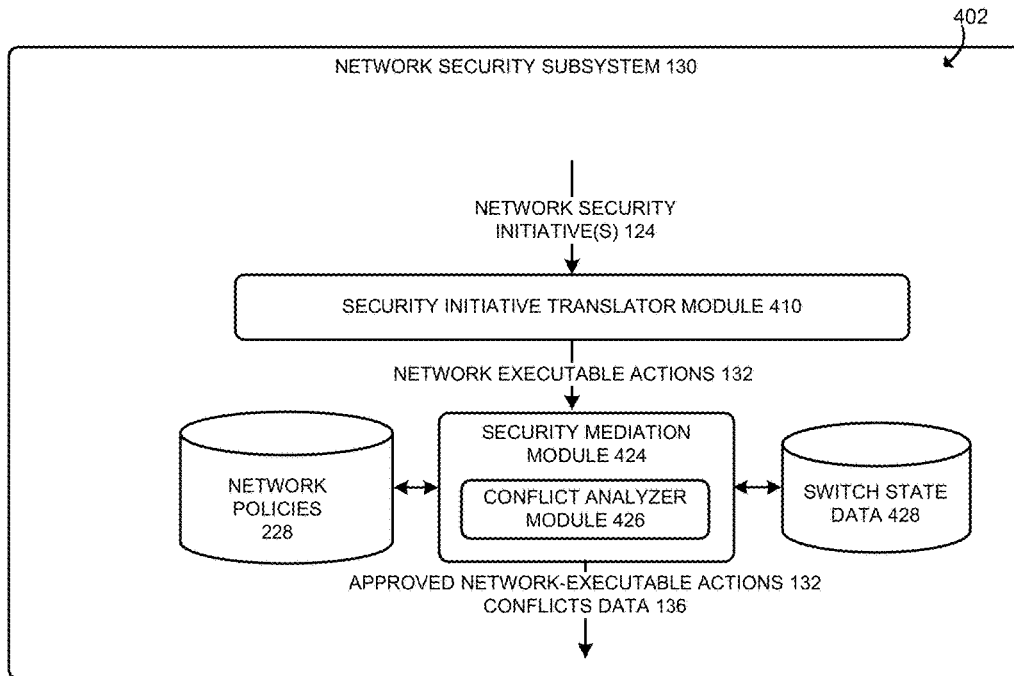 402
NETWORK SECURITY SUBSYSTEM 130
NETWORK SECURITY
INITIATIVE(S) 124
SECURITY INITIATIVE TRANSLATOR MODULE 410
NETWORK EXECUTABLE ACTIONS 132
NETWORK
POLICIES
228
SECURITY MEDIATION
MODULE 424
CONFLICT ANALYZER
MODULE 426
SWITCH STATE
DATA 428
APPROVED NETWORK-EXECUTABLE ACTIONS 132
CONFLICTS DATA 136